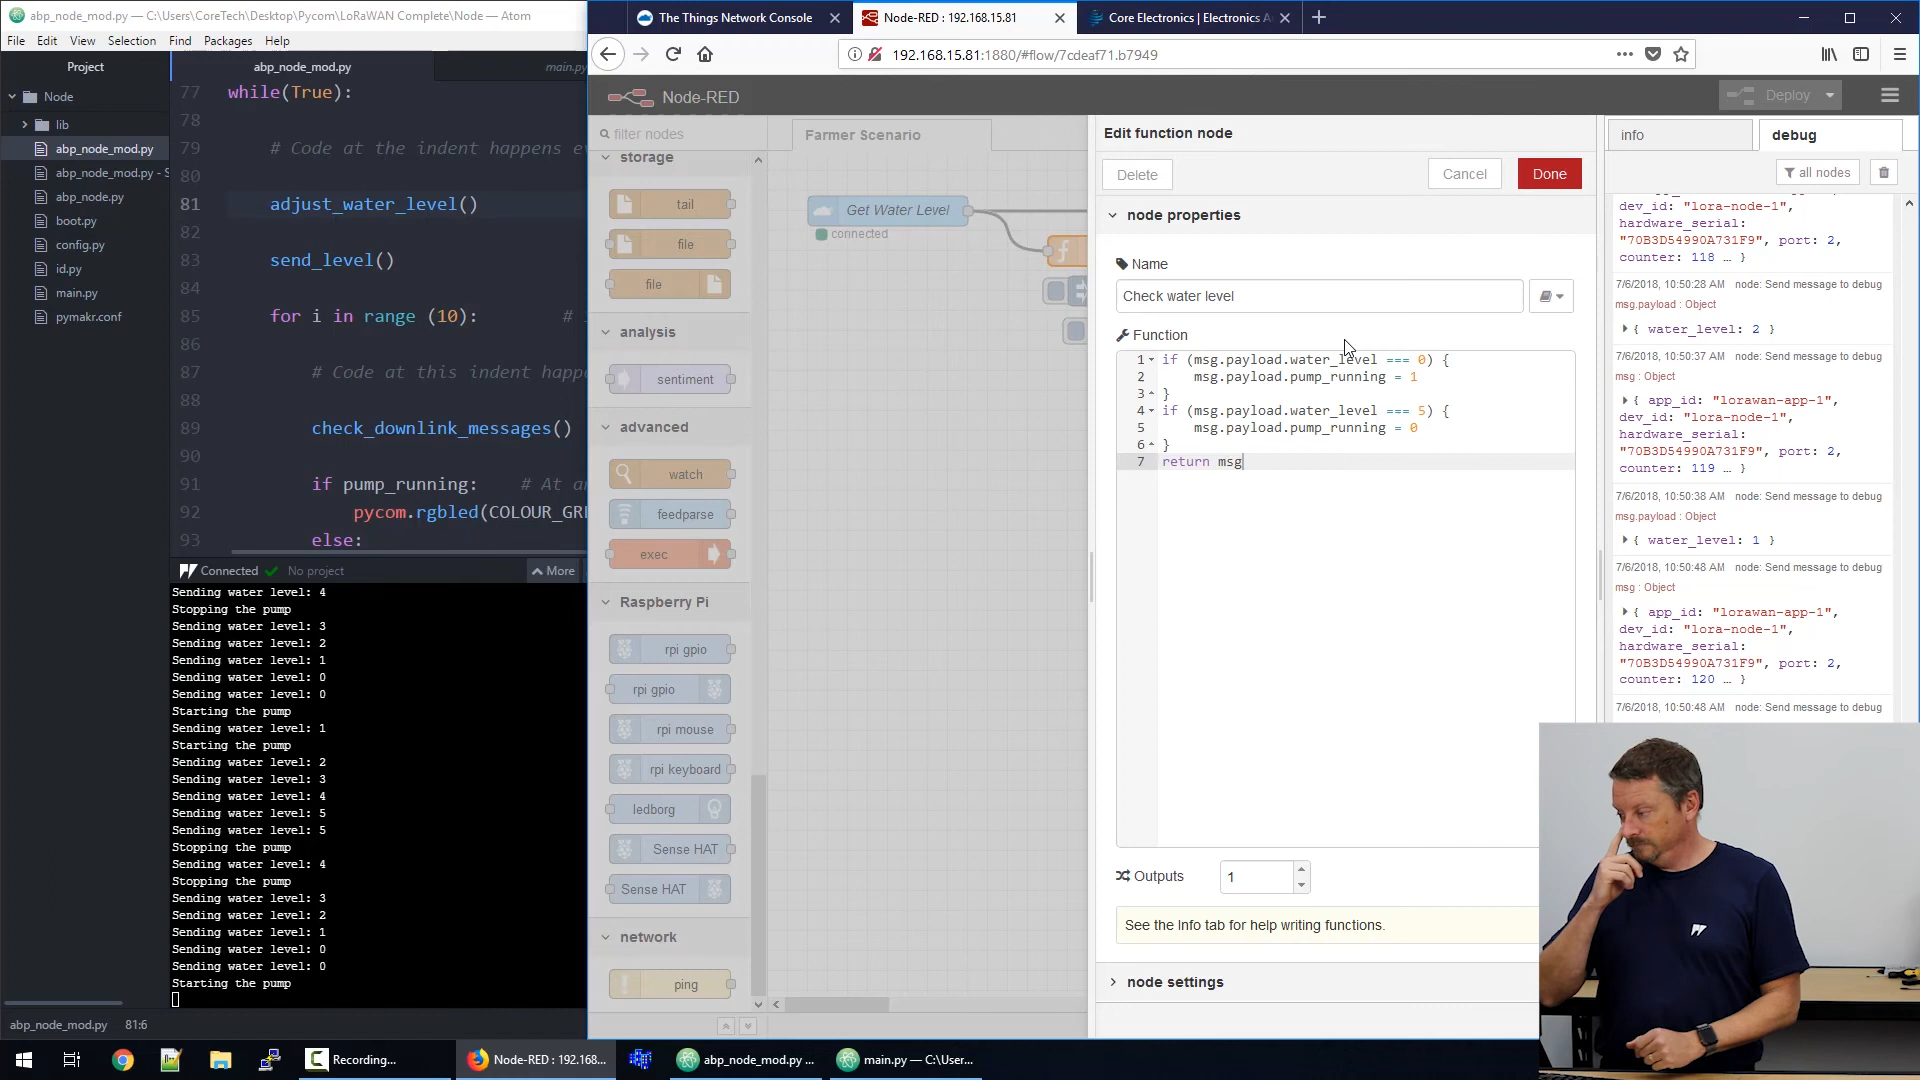 abp_node_mod.py — C:\Users\CoreTech\Desktop\Pycom\LoRaWAN Complete\Node — Atom
File Edit View Selection Find Packages Help
Project
Node
lib
abp_node_mod.py
abp_node_mod.py - S
abp_node.py
boot.py
config.py
id.py
main.py
pymakr.conf
abp_node_mod.py
main.py
77 while(True):
78
79 # Code at the indent happens e
80
81 adjust_water_level()
82
83 send_level()
84
85 for i in range (10): #
86
87 # Code at this indent happe
88
89 check_downlink_messages()
90
91 if pump_running: # At a
92 pycom.rgbled(COLOUR_GR
93 else:
Connected No project More
Sending water level: 4
Stopping the pump
Sending water level: 3
Sending water level: 2
Sending water level: 1
Sending water level: 0
Sending water level: 0
Starting the pump
Sending water level: 1
Starting the pump
Sending water level: 2
Sending water level: 3
Sending water level: 4
Sending water level: 5
Sending water level: 5
Stopping the pump
Sending water level: 4
Stopping the pump
Sending water level: 3
Sending water level: 2
Sending water level: 1
Sending water level: 0
Sending water level: 0
Starting the pump
abp_node_mod.py 81:6
The Things Network Console
Node-RED : 192.168.15.81
Core Electronics | Electronics A
192.168.15.81:1880/#flow/7cdeaf71.b7949
Node-RED
Deploy
filter nodes
storage
tail
file
file
analysis
sentiment
advanced
watch
feedparse
exec
Raspberry Pi
rpi gpio
rpi gpio
rpi mouse
rpi keyboard
ledborg
Sense HAT
Sense HAT
network
ping
Farmer Scenario
Get Water Level
connected
f
Edit function node
Delete Cancel Done
node properties
Name
Check water level
Function
1 if (msg.payload.water_level === 0) {
2 msg.payload.pump_running = 1
3 }
4 if (msg.payload.water_level === 5) {
5 msg.payload.pump_running = 0
6 }
7 return msg
Outputs 1
See the Info tab for help writing functions.
node settings
info debug
all nodes
dev_id: "lora-node-1",
hardware_serial:
"70B3D54990A731F9", port: 2,
counter: 118 … }
7/6/2018, 10:50:28 AM node: Send message to debug
msg.payload : Object
{ water_level: 2 }
7/6/2018, 10:50:37 AM node: Send message to debug
msg : Object
{ app_id: "lorawan-app-1",
dev_id: "lora-node-1",
hardware_serial:
"70B3D54990A731F9", port: 2,
counter: 119 … }
7/6/2018, 10:50:38 AM node: Send message to debug
msg.payload : Object
{ water_level: 1 }
7/6/2018, 10:50:48 AM node: Send message to debug
msg : Object
{ app_id: "lorawan-app-1",
dev_id: "lora-node-1",
hardware_serial:
"70B3D54990A731F9", port: 2,
counter: 120 … }
7/6/2018, 10:50:48 AM node: Send message to debug
Recording...
Node-RED : 192.168...
abp_node_mod.py ...
main.py — C:\User...